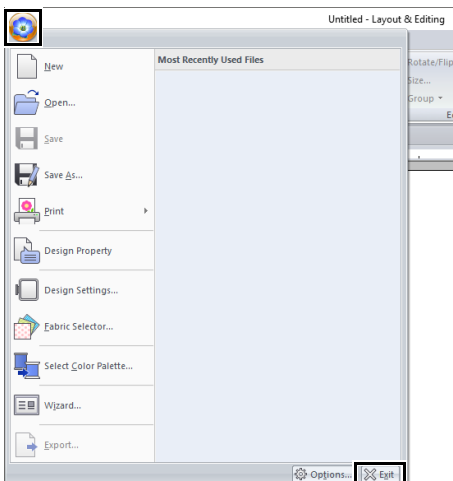 Untitled - Layout & Editing
Most Recently Used Files
New
Rotate/Flip
Size...
Open...
Group
Save
Save As...
Print
Design Property
Design Settings...
Fabric Selector...
Select Color Palette...
Wizard...
Export...
Options... Exit